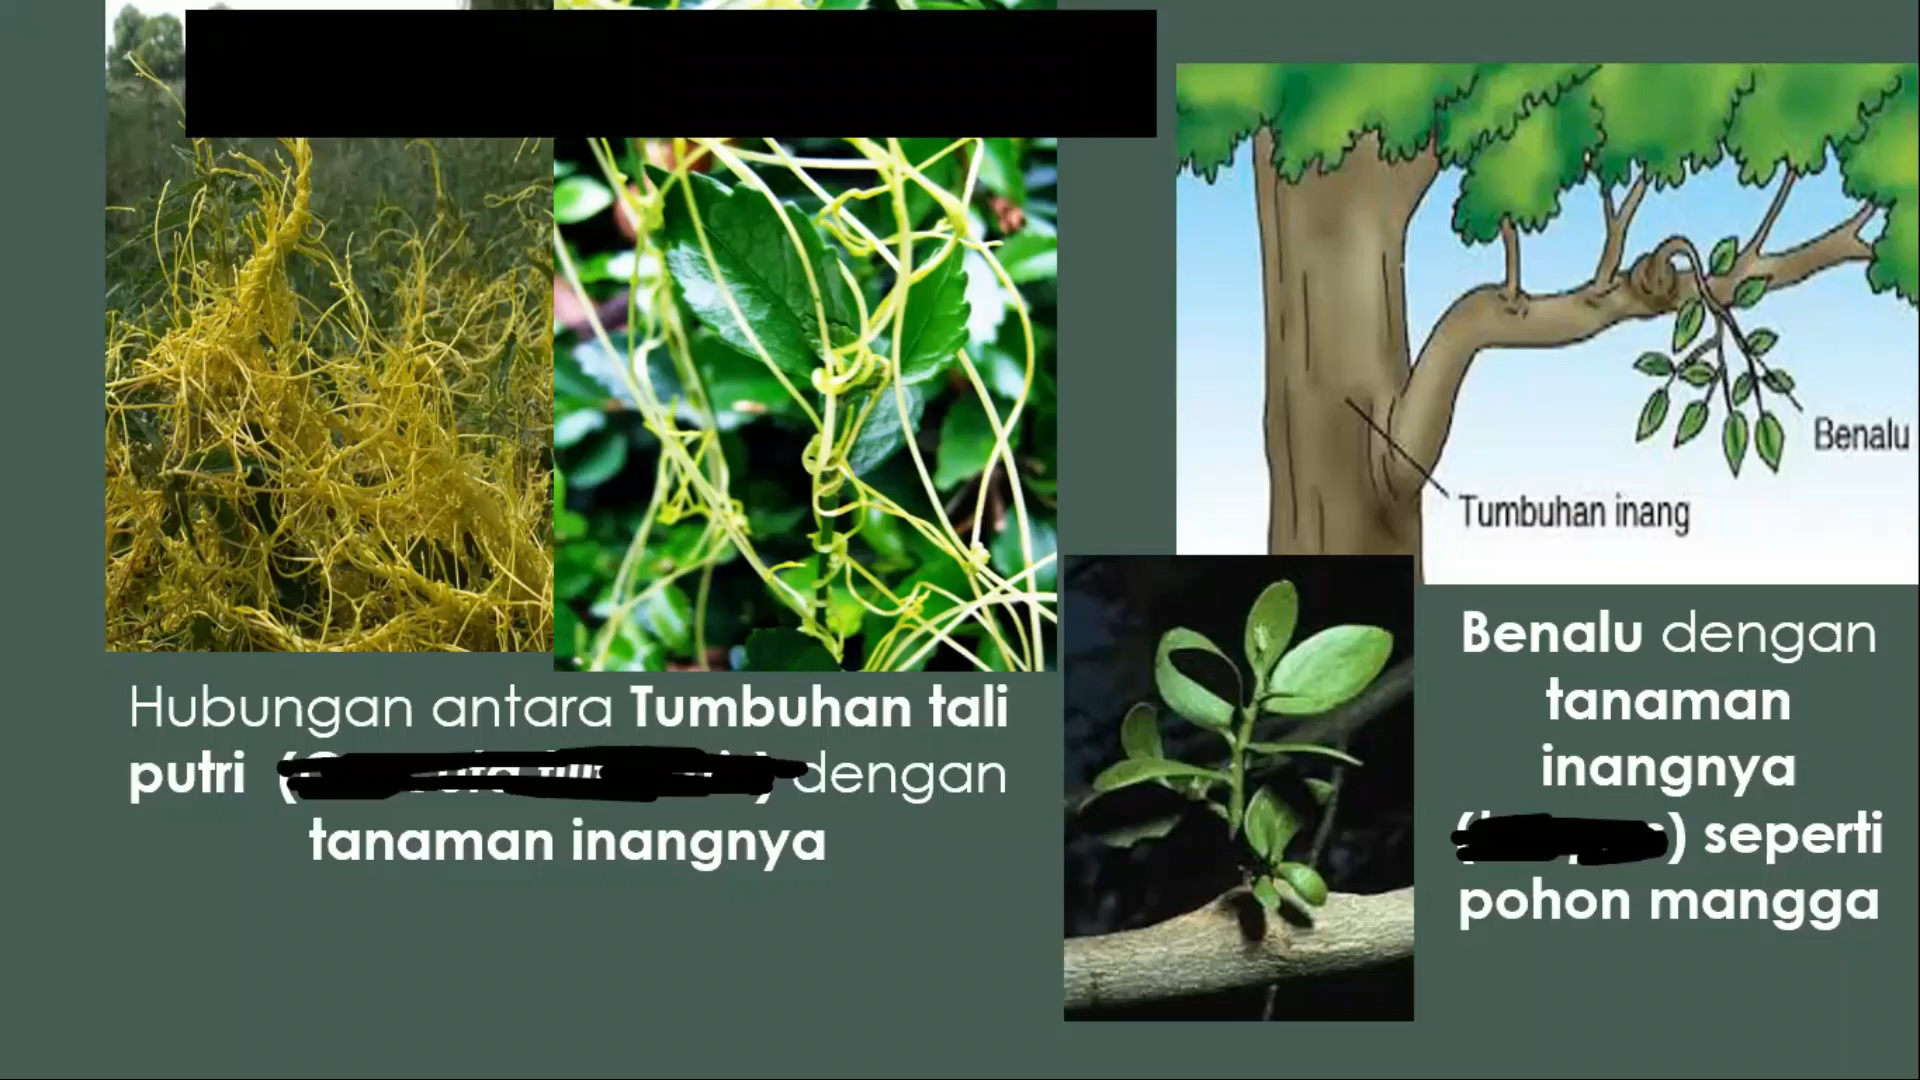 Benalu
Tumbuhan inang
Hubungan antara Tumbuhan tali
putri dengan
tanaman inangnya
Benalu dengan
tanaman
inangnya
seperti
pohon mangga